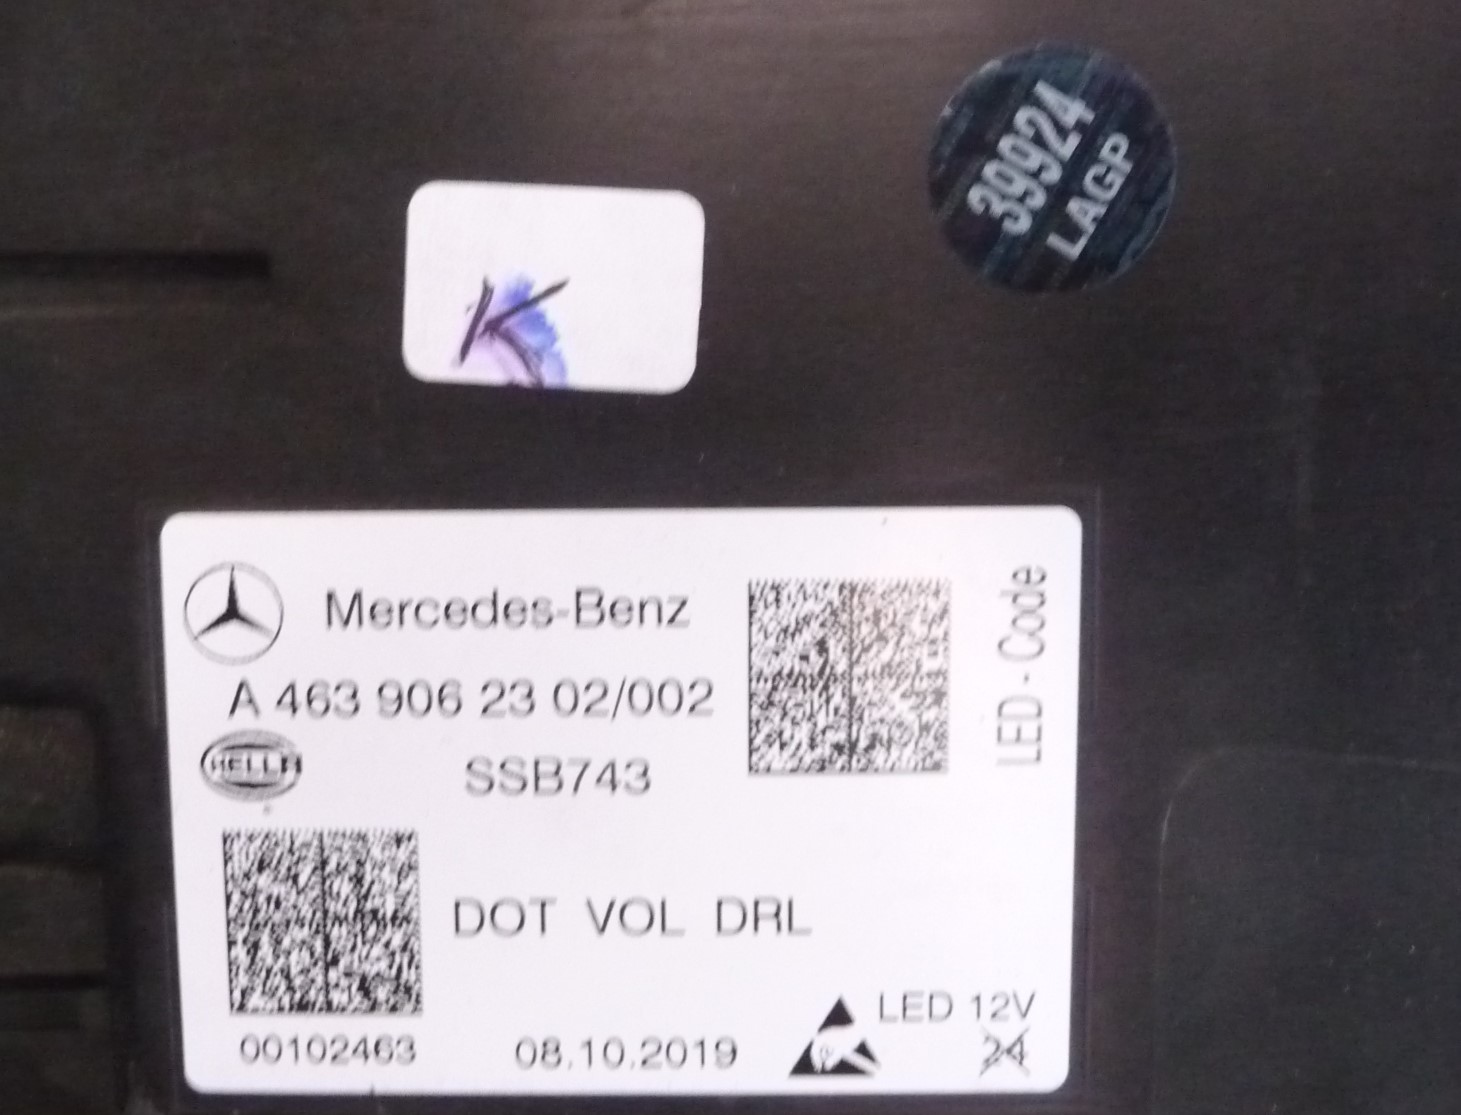 39924
LAGP
K
Mercedes-Benz
A 463 906 23 02/002
HELLA
SSB743
LED - Code
DOT VOL DRL
LED 12V
24
00102463
08.10.2019